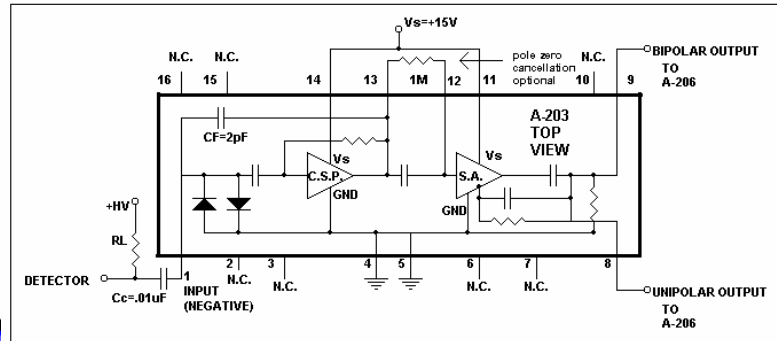 Vs=+15V
N.C. N.C. pole zero N.C. BIPOLAR OUTPUT
cancellation
optional
16 15 14 13 1M 12 11 10 9 TO
A-206
CF=2pF A-203
TOP
VIEW
Vs Vs
C.S.P. S.A.
GND GND
+HV
RL
2 3 4 5 6 7 8
DETECTOR 1 N.C. N.C. N.C. N.C.
Cc=.01uF INPUT UNIPOLAR OUTPUT
(NEGATIVE) TO
A-206